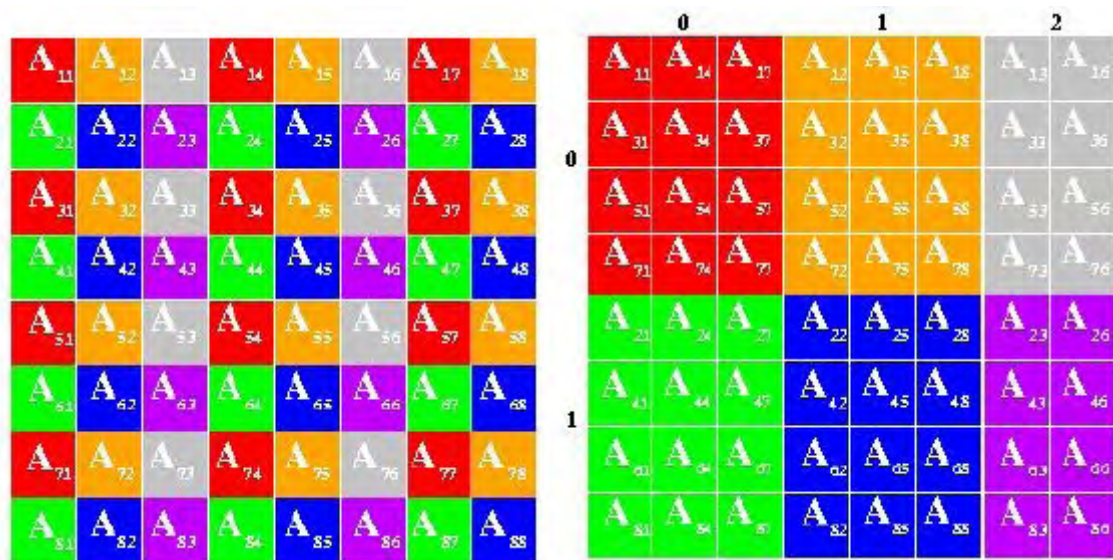 A11 A12 A13 A14 A15 A16 A17 A18
A21 A22 A23 A24 A25 A26 A27 A28
A31 A32 A33 A34 A35 A36 A37 A38
A41 A42 A43 A44 A45 A46 A47 A48
A51 A52 A53 A54 A55 A56 A57 A58
A61 A62 A63 A64 A65 A66 A67 A68
A71 A72 A73 A74 A75 A76 A77 A78
A81 A82 A83 A84 A85 A86 A87 A88
0 1 2
A11 A14 A17 A12 A15 A18 A13 A16
A31 A34 A37 A32 A35 A38 A33 A36
0
A51 A54 A57 A52 A55 A58 A53 A56
A71 A74 A77 A72 A75 A78 A73 A76
A21 A24 A27 A22 A25 A28 A23 A26
A41 A44 A47 A42 A45 A48 A43 A46
1
A61 A64 A67 A62 A65 A68 A63 A66
A81 A84 A87 A82 A85 A88 A83 A86